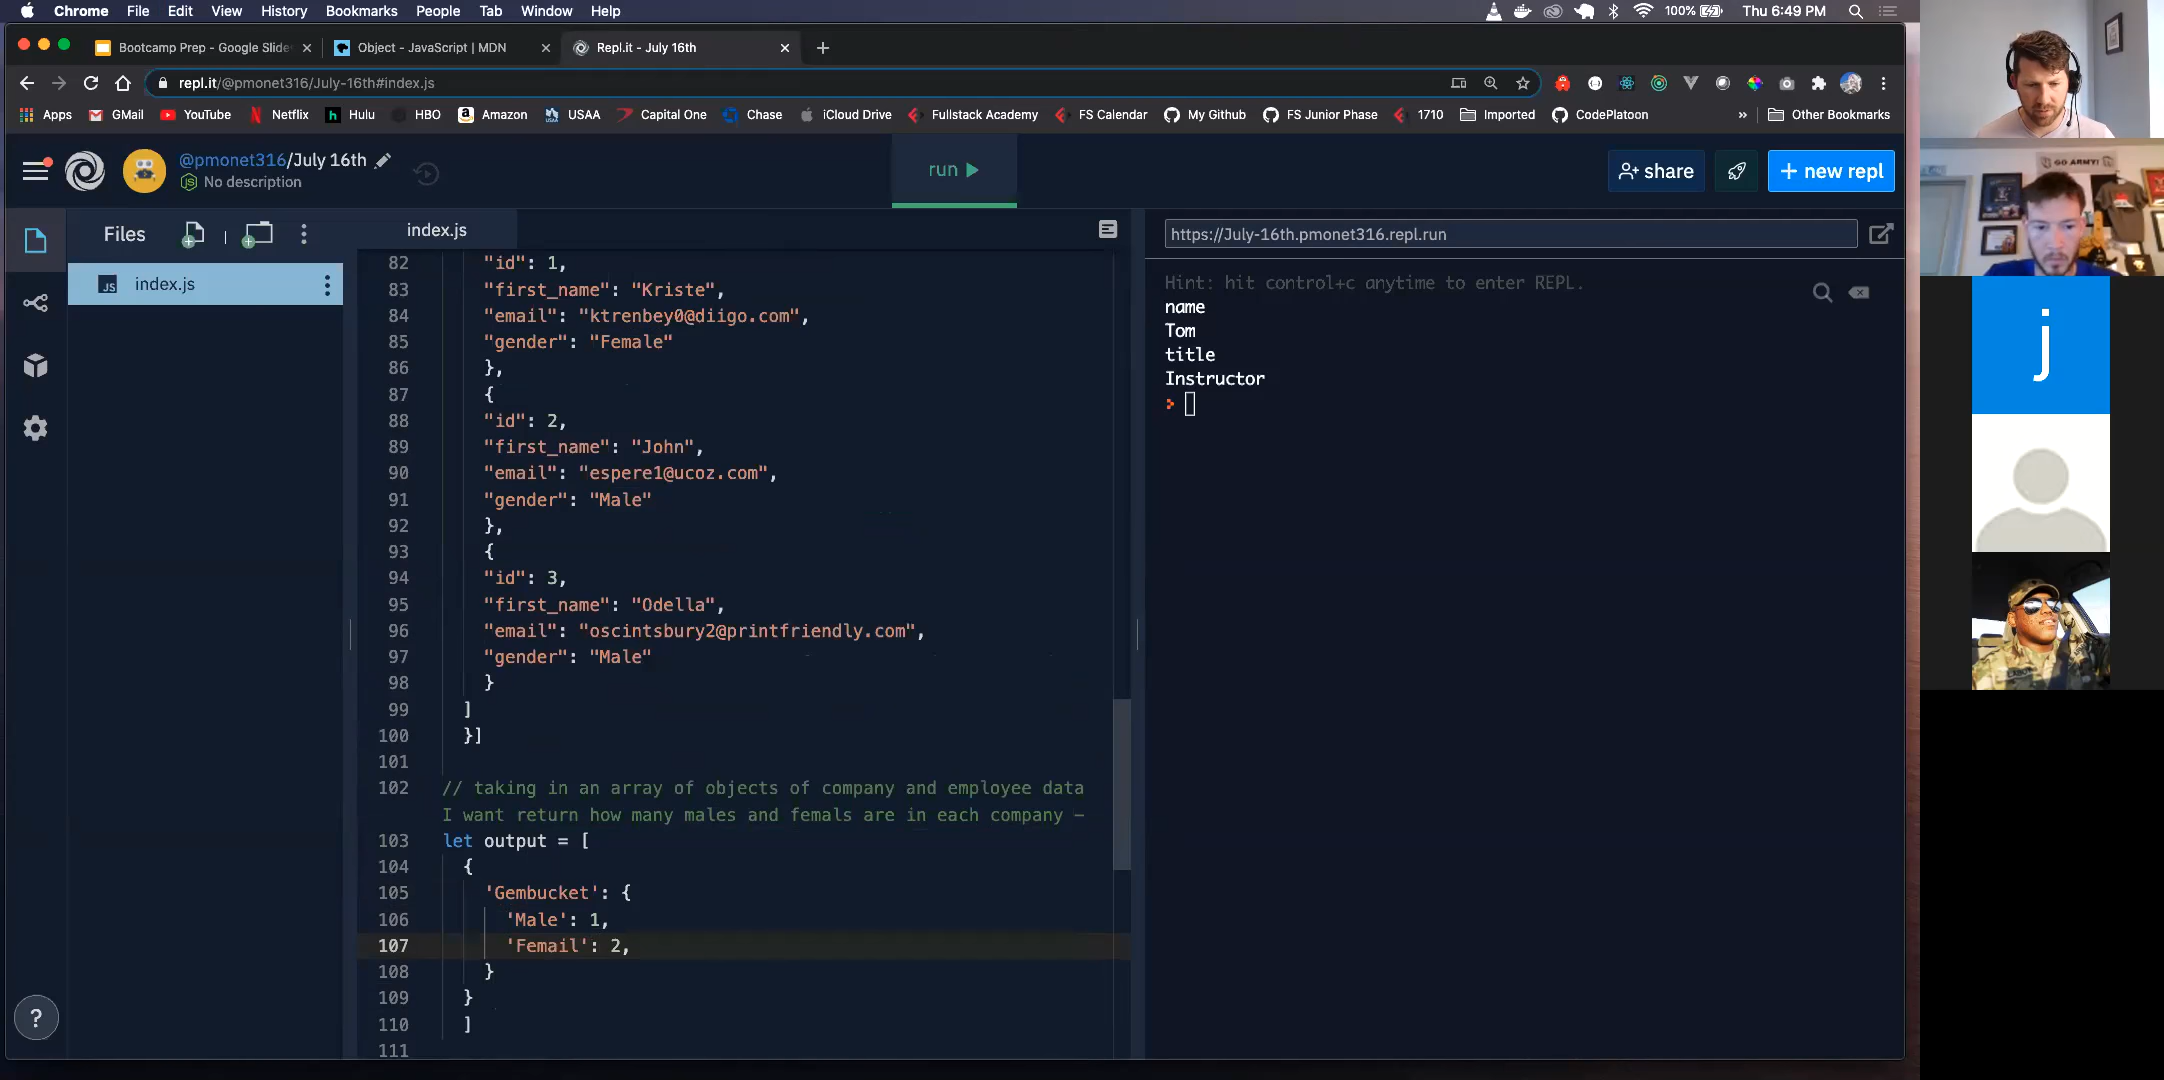 Chrome File Edit View History Bookmarks People Tab Window Help 100% Thu 6:49 PM
Bootcamp Prep - Google Slide Object - JavaScript | MDN Repl.it - July 16th
repl.it/@pmonet316/July-16th#index.js
Apps GMail YouTube Netflix h Hulu HBO Amazon USAA Capital One Chase iCloud Drive Fullstack Academy FS Calendar My Github FS Junior Phase 1710 Imported CodePlatoon » Other Bookmarks
@pmonet316/July 16th
No description
run
share
+ new repl
Files
index.js
JS index.js
https://July-16th.pmonet316.repl.run
82 "id": 1,
83 "first_name": "Kriste",
84 "email": "ktrenbey0@diigo.com",
85 "gender": "Female"
86 },
87 {
88 "id": 2,
89 "first_name": "John",
90 "email": "espere1@ucoz.com",
91 "gender": "Male"
92 },
93 {
94 "id": 3,
95 "first_name": "Odella",
96 "email": "oscintsbury2@printfriendly.com",
97 "gender": "Male"
98 }
99 ]
100 }]
101
102 // taking in an array of objects of company and employee data
I want return how many males and femals are in each company -
103 let output = [
104 {
105 'Gembucket': {
106 'Male': 1,
107 'Femail': 2,
108 }
109 }
110 ]
111
Hint: hit control+c anytime to enter REPL.
name
Tom
title
Instructor
>
?
GO ARMY!
j